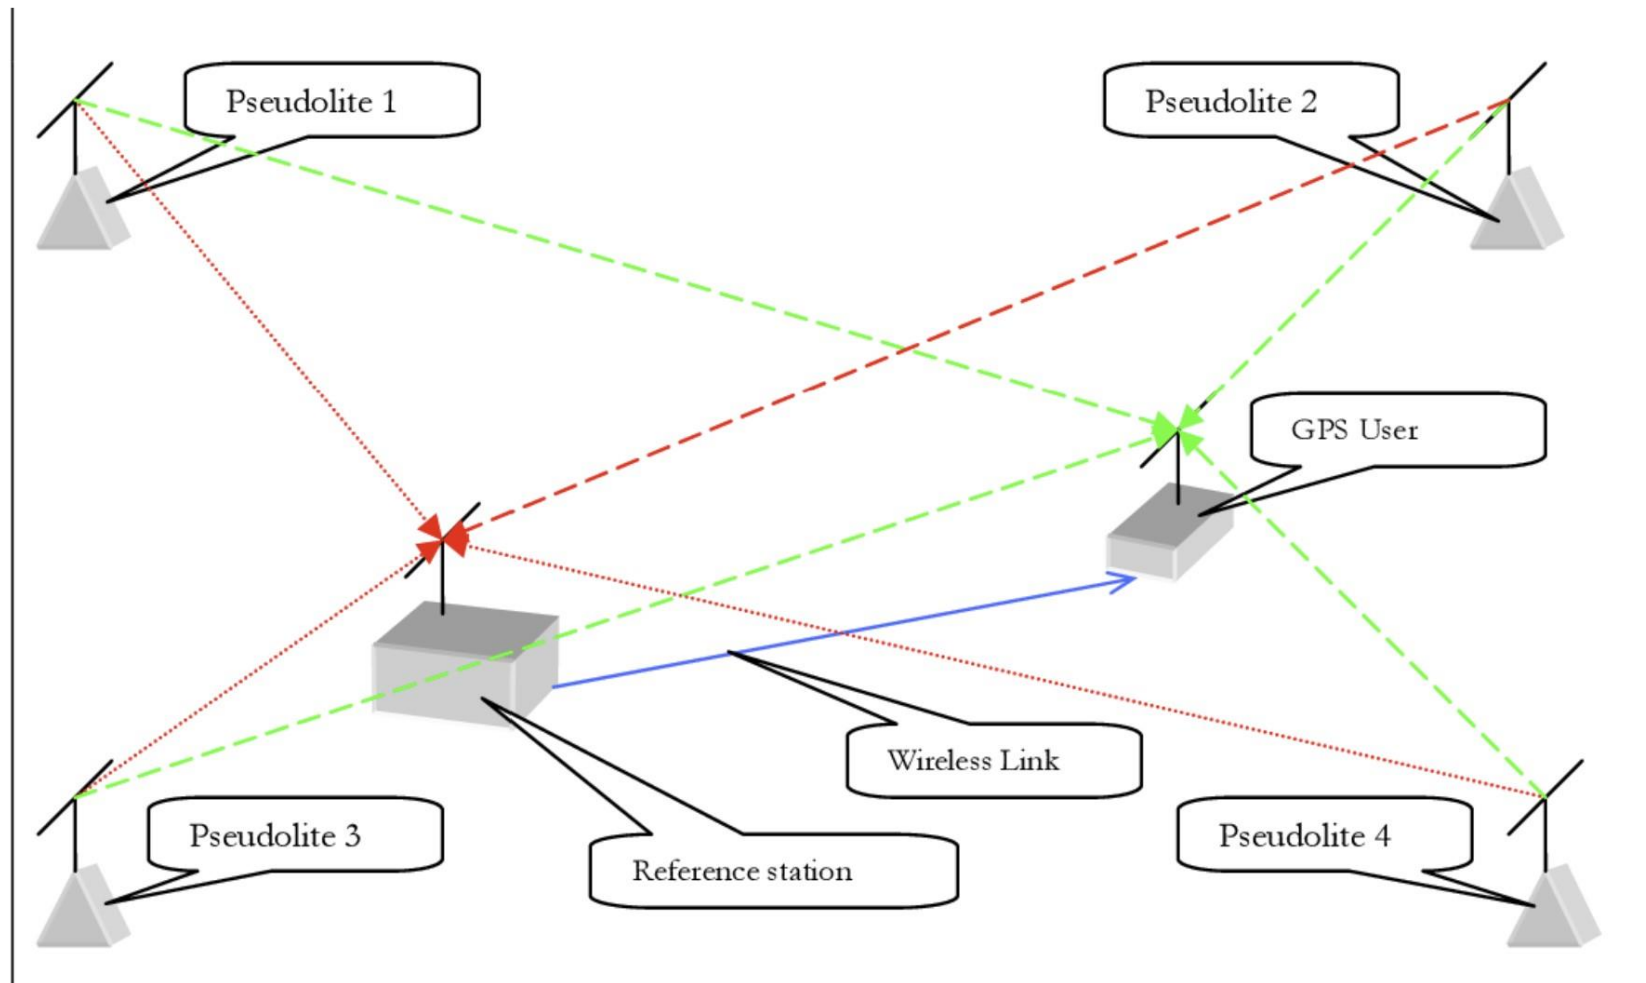 Pseudolite 1
Pseudolite 2
GPS User
Wireless Link
Pseudolite 3
Reference station
Pseudolite 4